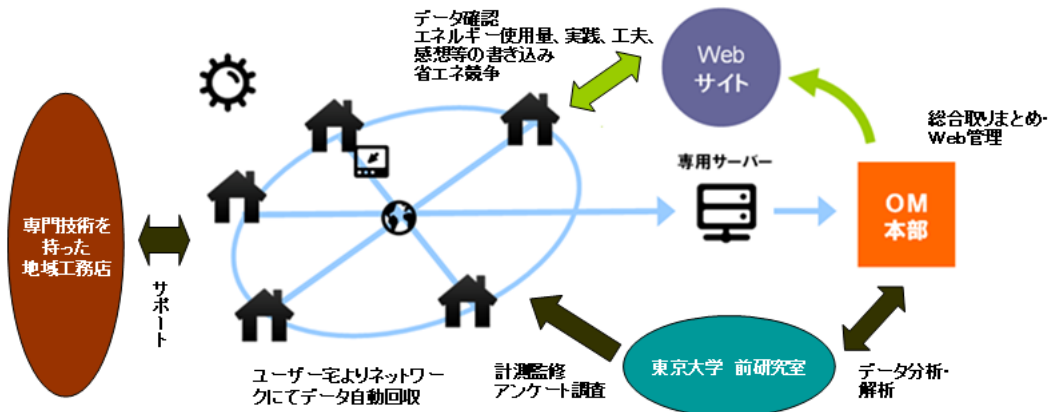 データ確認
エネルギー使用量、実践、工夫、
感想等の書き込み
省エネ競争
Web
サイト
総合取りまとめ・
Web管理
専用サーバー
OM
本部
専門技術を
持った
地域工務店
サポート
ユーザー宅よりネットワー
クにてデータ自動回収
計測監修
アンケート調査
東京大学 前研究室
データ分析・
解析